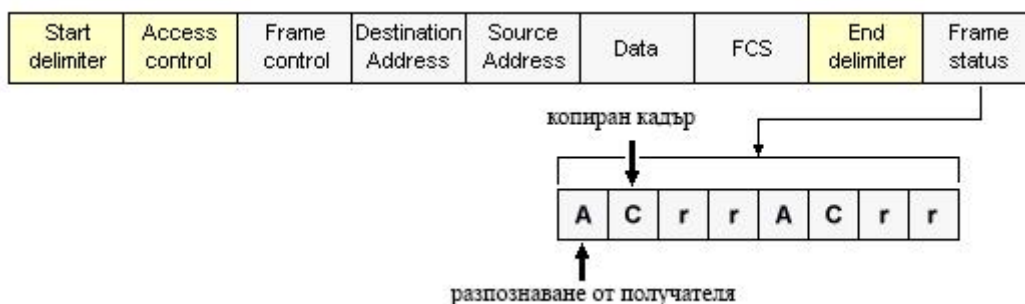 Start delimiter
Access control
Frame control
Destination Address
Source Address
Data
FCS
End delimiter
Frame status
копиран кадър
A C r r A C r r
разпознаване от получателя